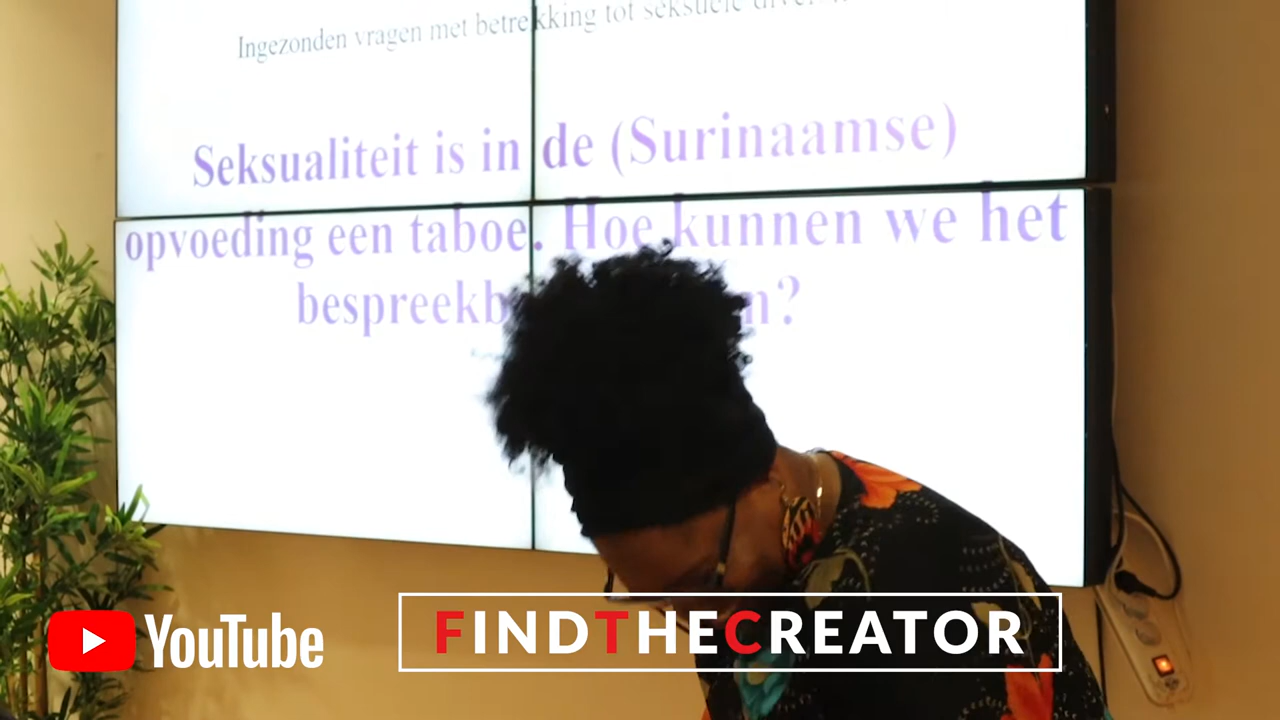 Ingezonden vragen met betrekking tot seksuele
Seksualiteit is in de (Surinaamse)
opvoeding een taboe. Hoe kunnen we het
YouTube
FINDTHECREATOR